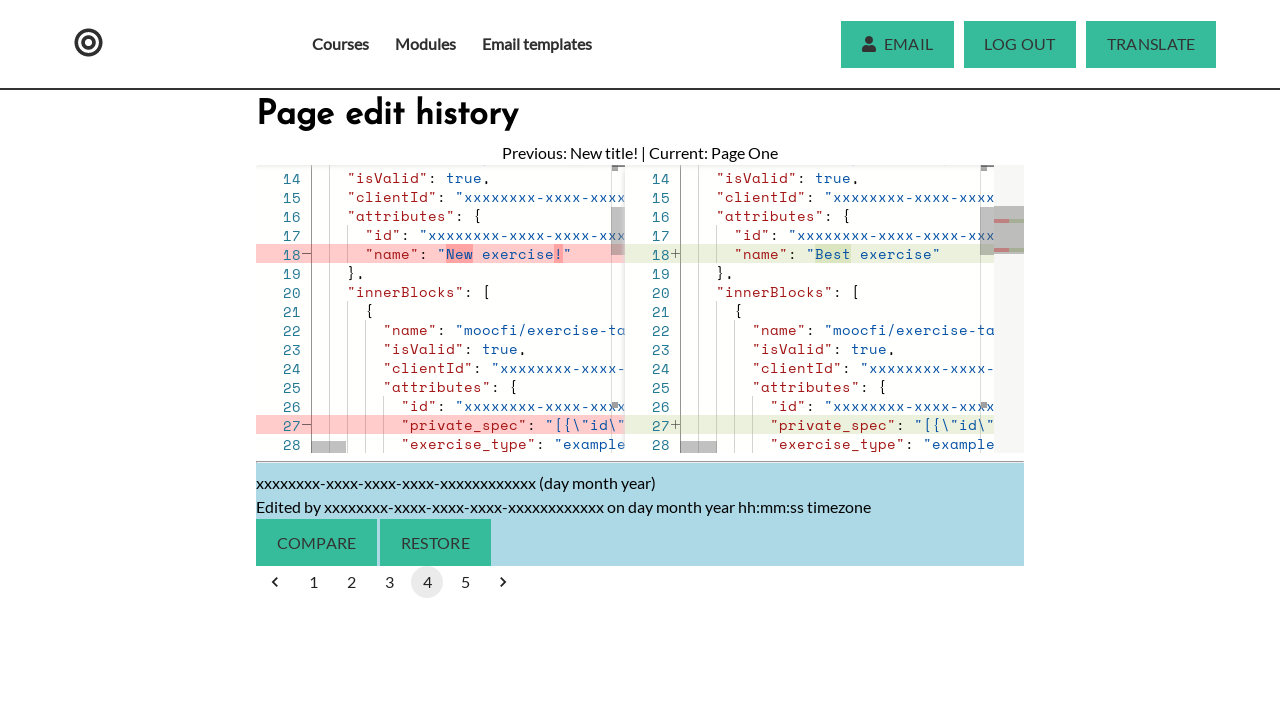 Courses Modules Email templates EMAIL LOG OUT TRANSLATE
Page edit history
Previous: New title! | Current: Page One
14 "isValid": true, 14 "isValid": true,
15 "clientId": "xxxxxxxx-xxxx-xxxx 15 "clientId": "xxxxxxxx-xxxx-xxxx
16 "attributes": { 16 "attributes": {
17 "id": "xxxxxxxx-xxxx-xxxx-xxx 17 "id": "xxxxxxxx-xxxx-xxxx-xxx
18— "name": "New exercise!" 18+ "name": "Best exercise"
19 }, 19 },
20 "innerBlocks": [ 20 "innerBlocks": [
21 { 21 {
22 "name": "moocfi/exercise-ta 22 "name": "moocfi/exercise-ta
23 "isValid": true, 23 "isValid": true,
24 "clientId": "xxxxxxxx-xxxx- 24 "clientId": "xxxxxxxx-xxxx-
25 "attributes": { 25 "attributes": {
26 "id": "xxxxxxxx-xxxx-xxxx 26 "id": "xxxxxxxx-xxxx-xxxx
27— "private_spec": "[{\"id\" 27+ "private_spec": "[{\"id\"
28 "exercise_type": "example 28 "exercise_type": "example
xxxxxxxx-xxxx-xxxx-xxxx-xxxxxxxxxxxx (day month year)
Edited by xxxxxxxx-xxxx-xxxx-xxxx-xxxxxxxxxxxx on day month year hh:mm:ss timezone
COMPARE RESTORE
1 2 3 4 5